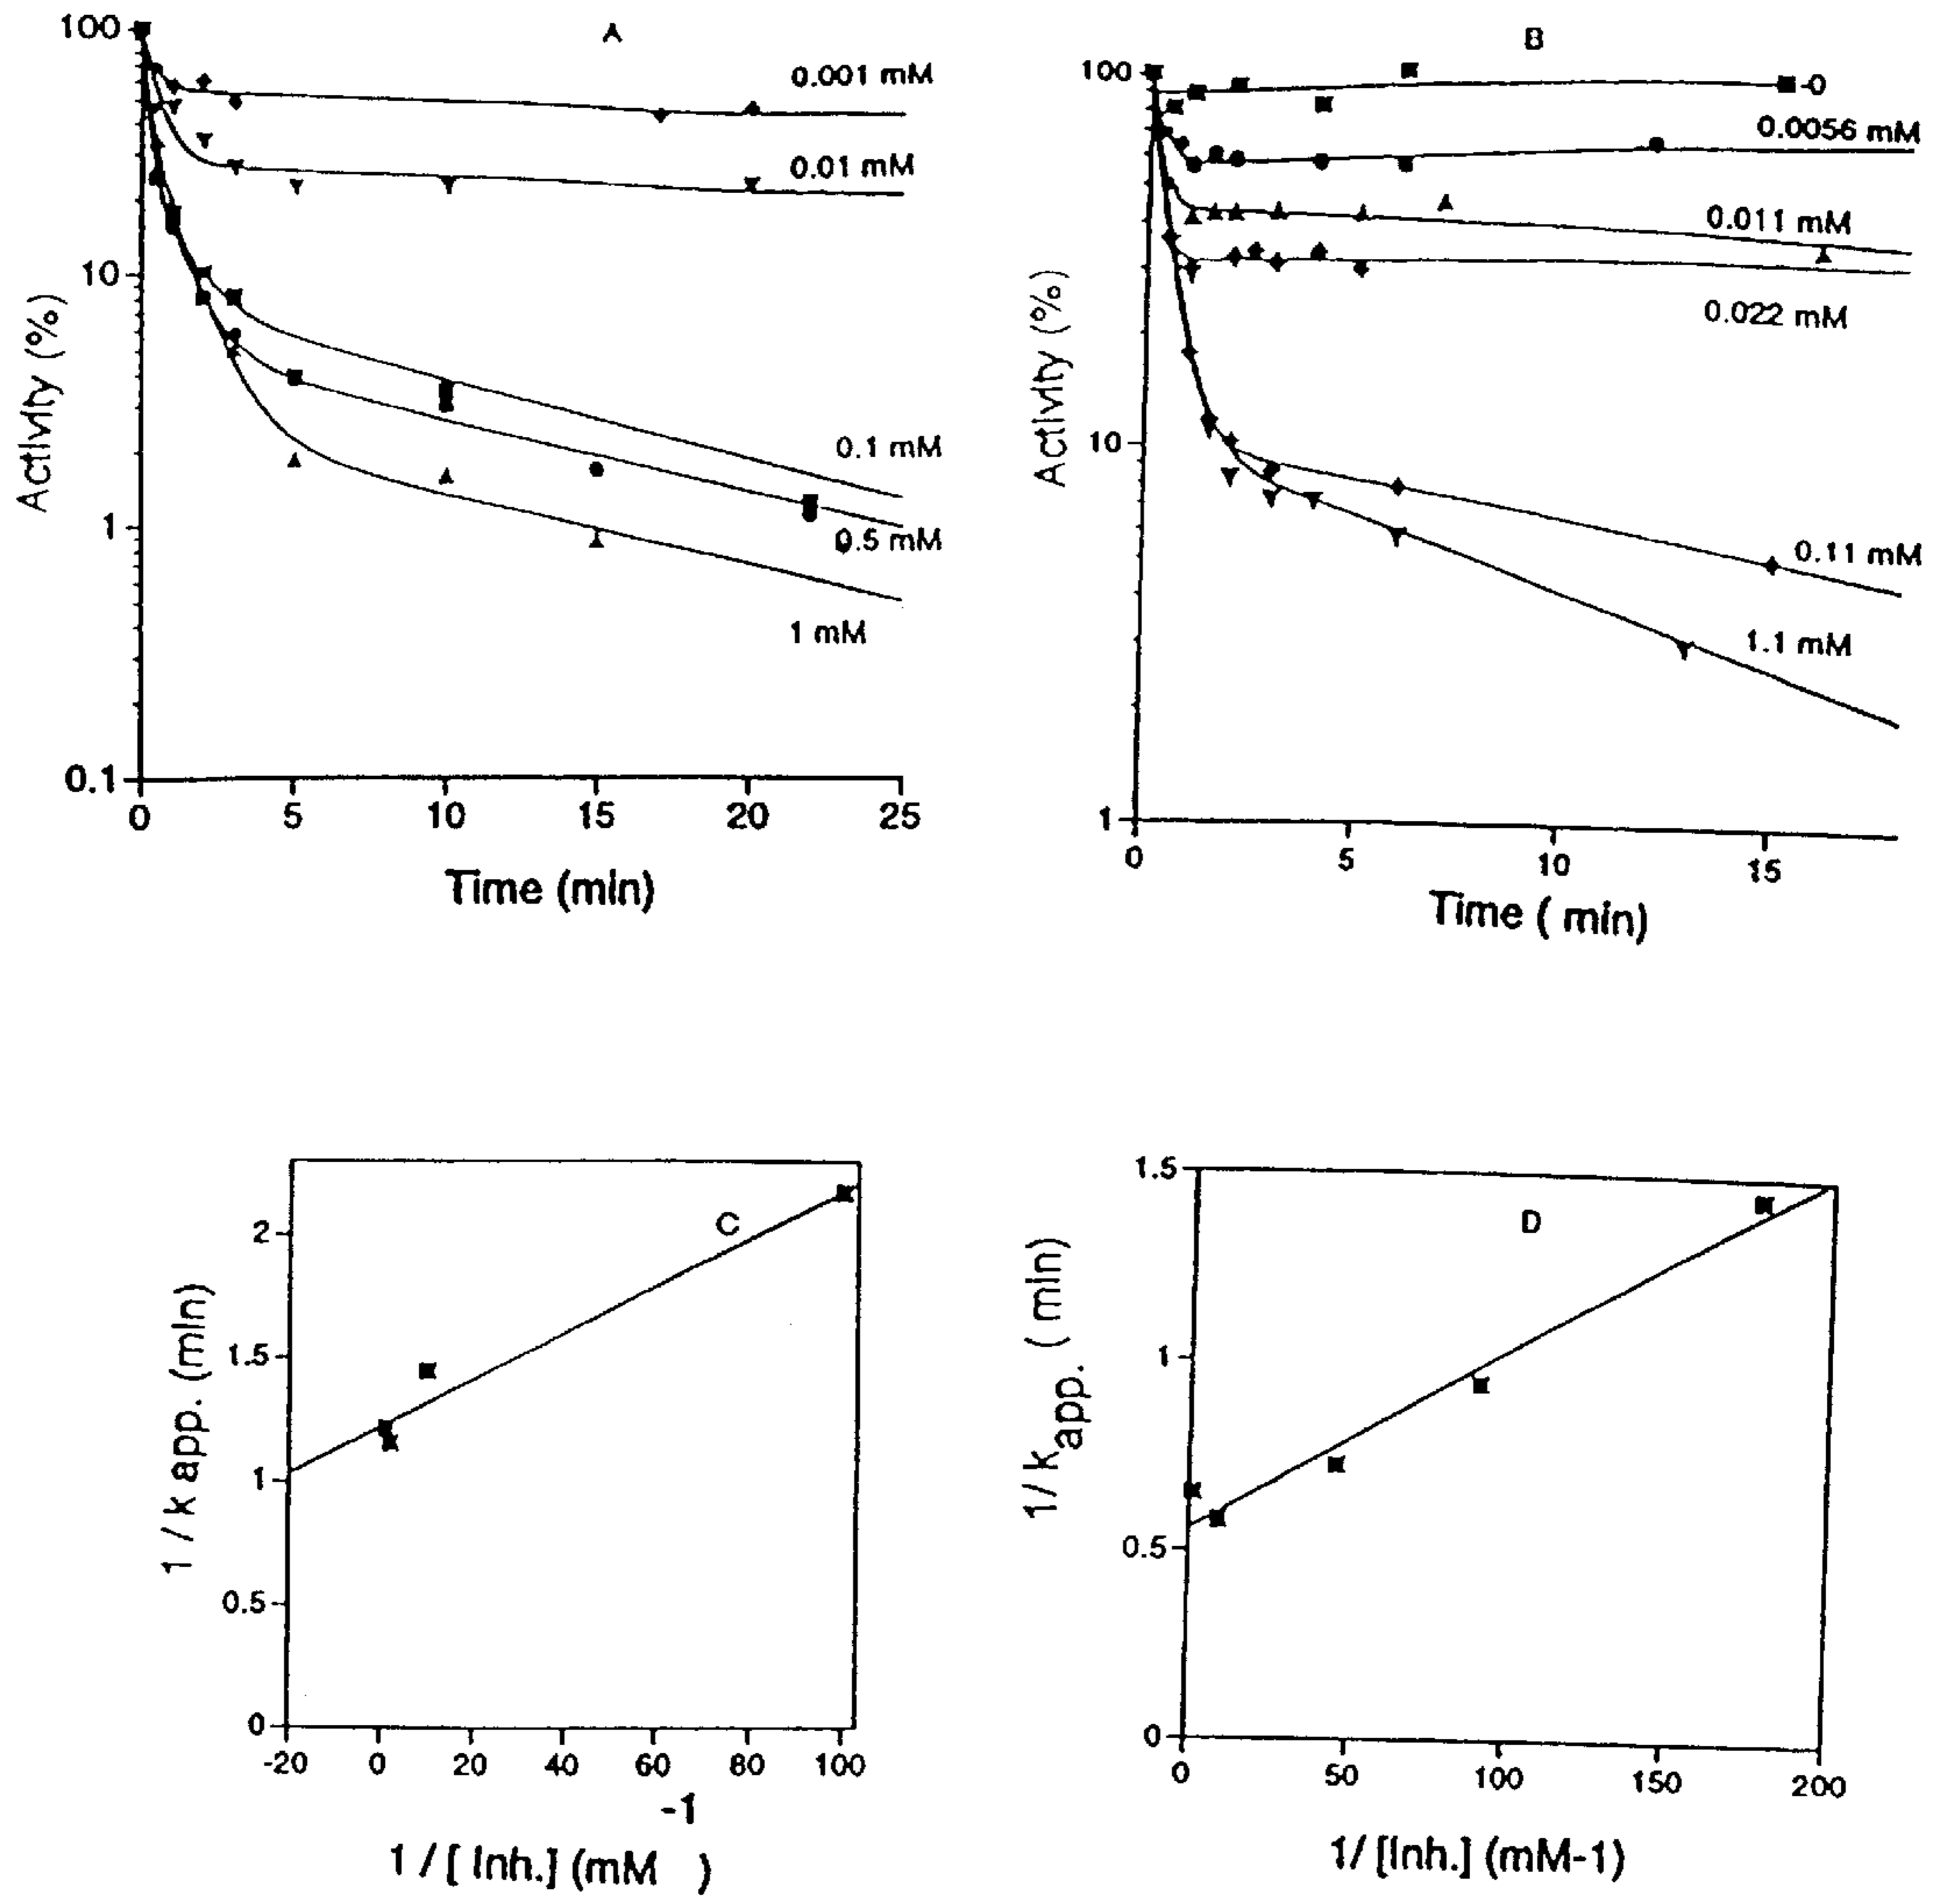 A
100
10
1
0.1
Activity (%)
0.001 mM
0.01 mM
0.1 mM
0.5 mM
1 mM
0 5 10 15 20 25
Time (min)
B
100
10
1
Activity (%)
0
0.0056 mM
0.011 mM
0.022 mM
0.11 mM
1.1 mM
0 5 10 15
Time ( min)
C
2
1.5
1
0.5
0
1 / k app. (min)
-20 0 20 40 60 80 100
-1
1 / [ Inh.] (mM )
D
1.5
1
0.5
0
1/ kapp. ( min)
0 50 100 150 200
1/ [Inh.] (mM-1)